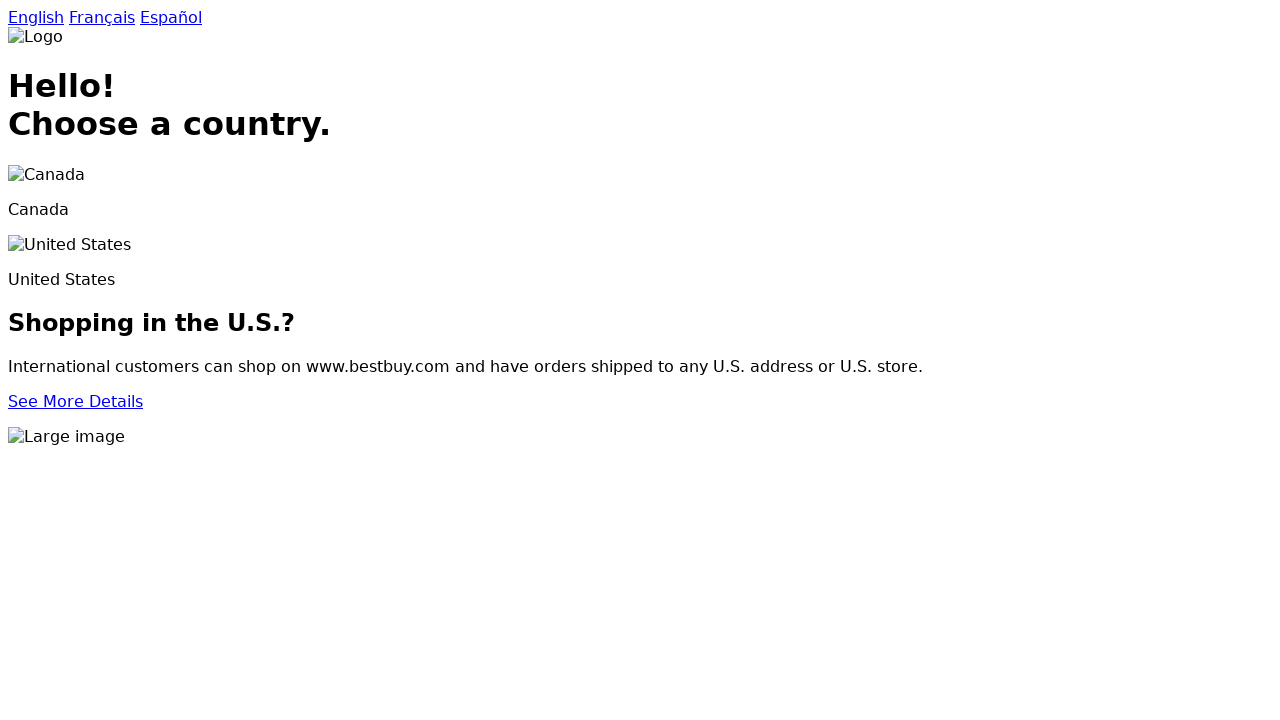 English Français Español
Logo
Hello!
Choose a country.
Canada
Canada
United States
United States
Shopping in the U.S.?
International customers can shop on www.bestbuy.com and have orders shipped to any U.S. address or U.S. store.
See More Details
Large image